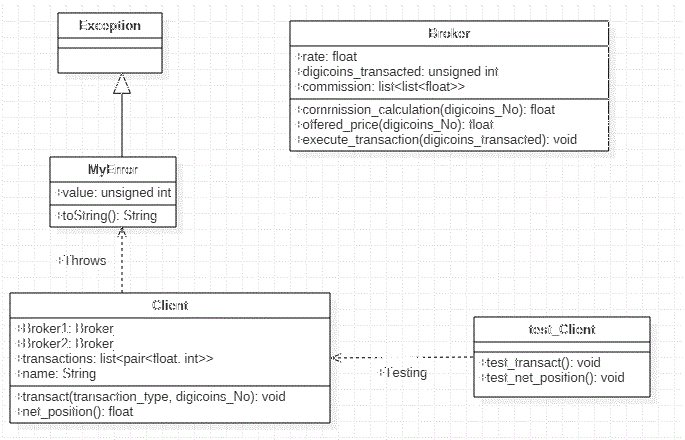 Exception
Broker
+rate: float
+digicoins_transacted: unsigned int
+commission: list<list<float>>
+commission_calculation(digicoins_No): float
+offered_price(digicoins_No): float
+execute_transaction(digicoins_transacted): void
MyError
+value: unsigned int
+toString(): String
+Throws
Client
+Broker1: Broker
+Broker2: Broker
+transactions: list<pair<float, int>>
+name: String
+transact(transaction_type, digicoins_No): void
+net_position(): float
test_Client
+test_transact(): void
+test_net_position(): void
+Testing